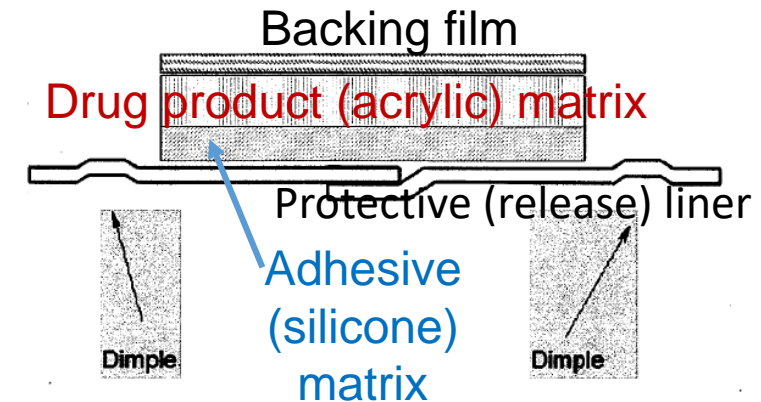 Backing film
Drug product (acrylic) matrix
Protective (release) liner
Adhesive
(silicone)
matrix
Dimple
Dimple